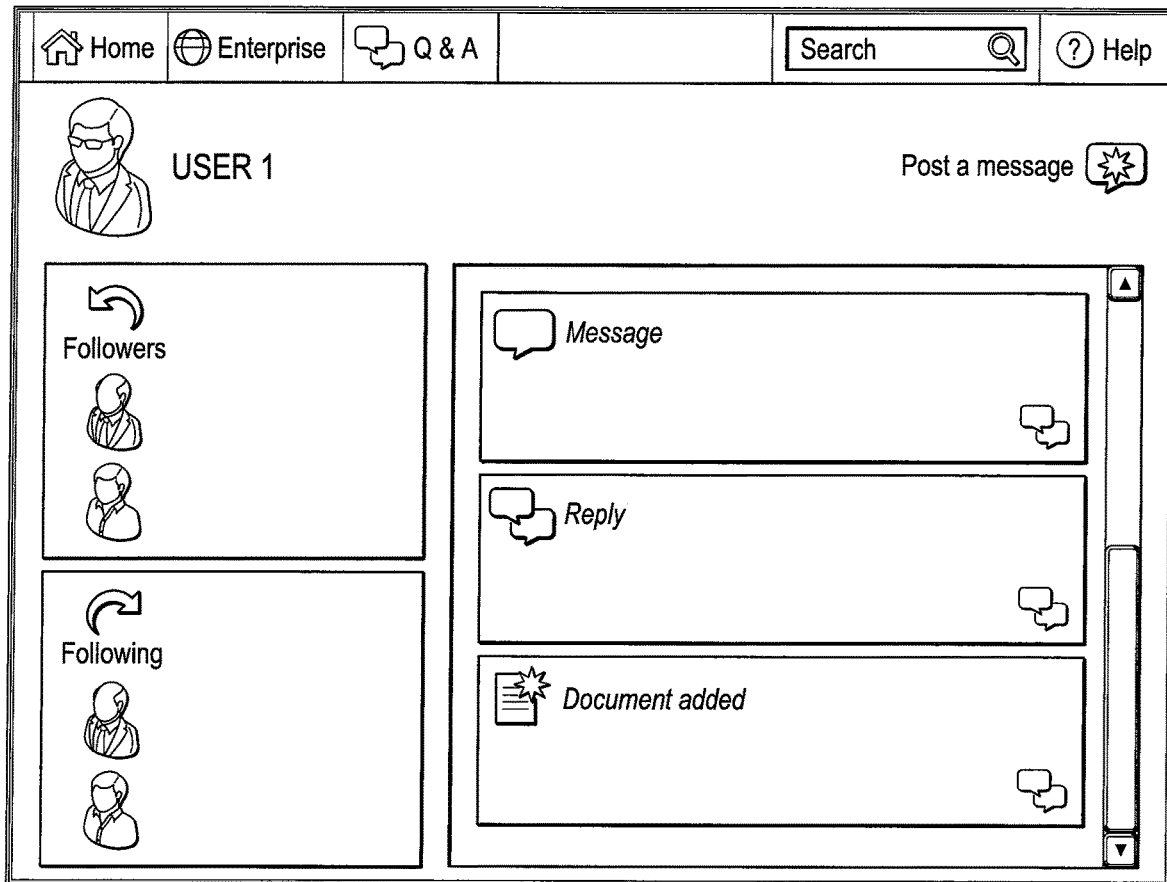 Home Enterprise Q & A Search ? Help
USER 1
Post a message
Followers
Following
Message
Reply
Document added